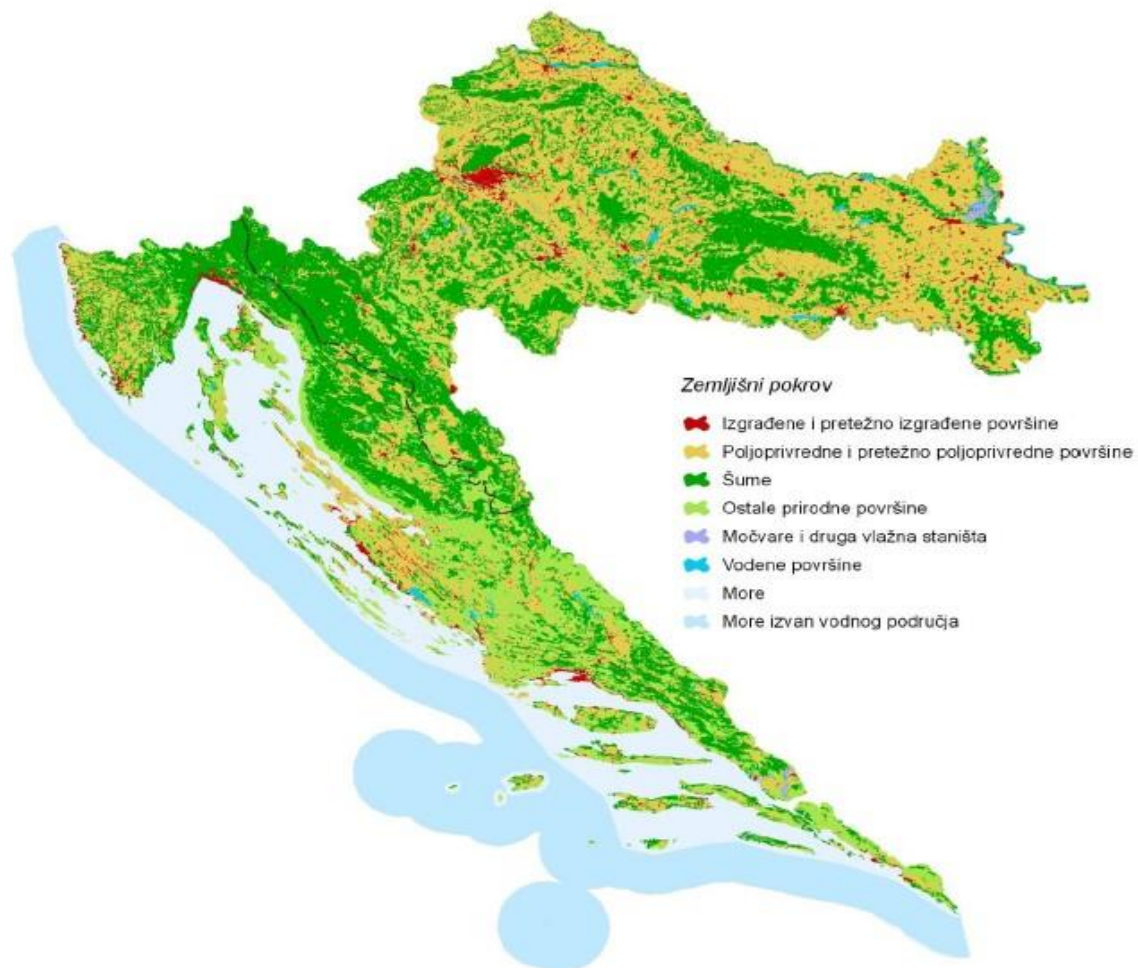 Zemljišni pokrov
Izgrađene i pretežno izgrađene površine
Poljoprivredne i pretežno poljoprivredne površine
Šume
Ostale prirodne površine
Močvare i druga vlažna staništa
Vodene površine
More
More izvan vodnog područja